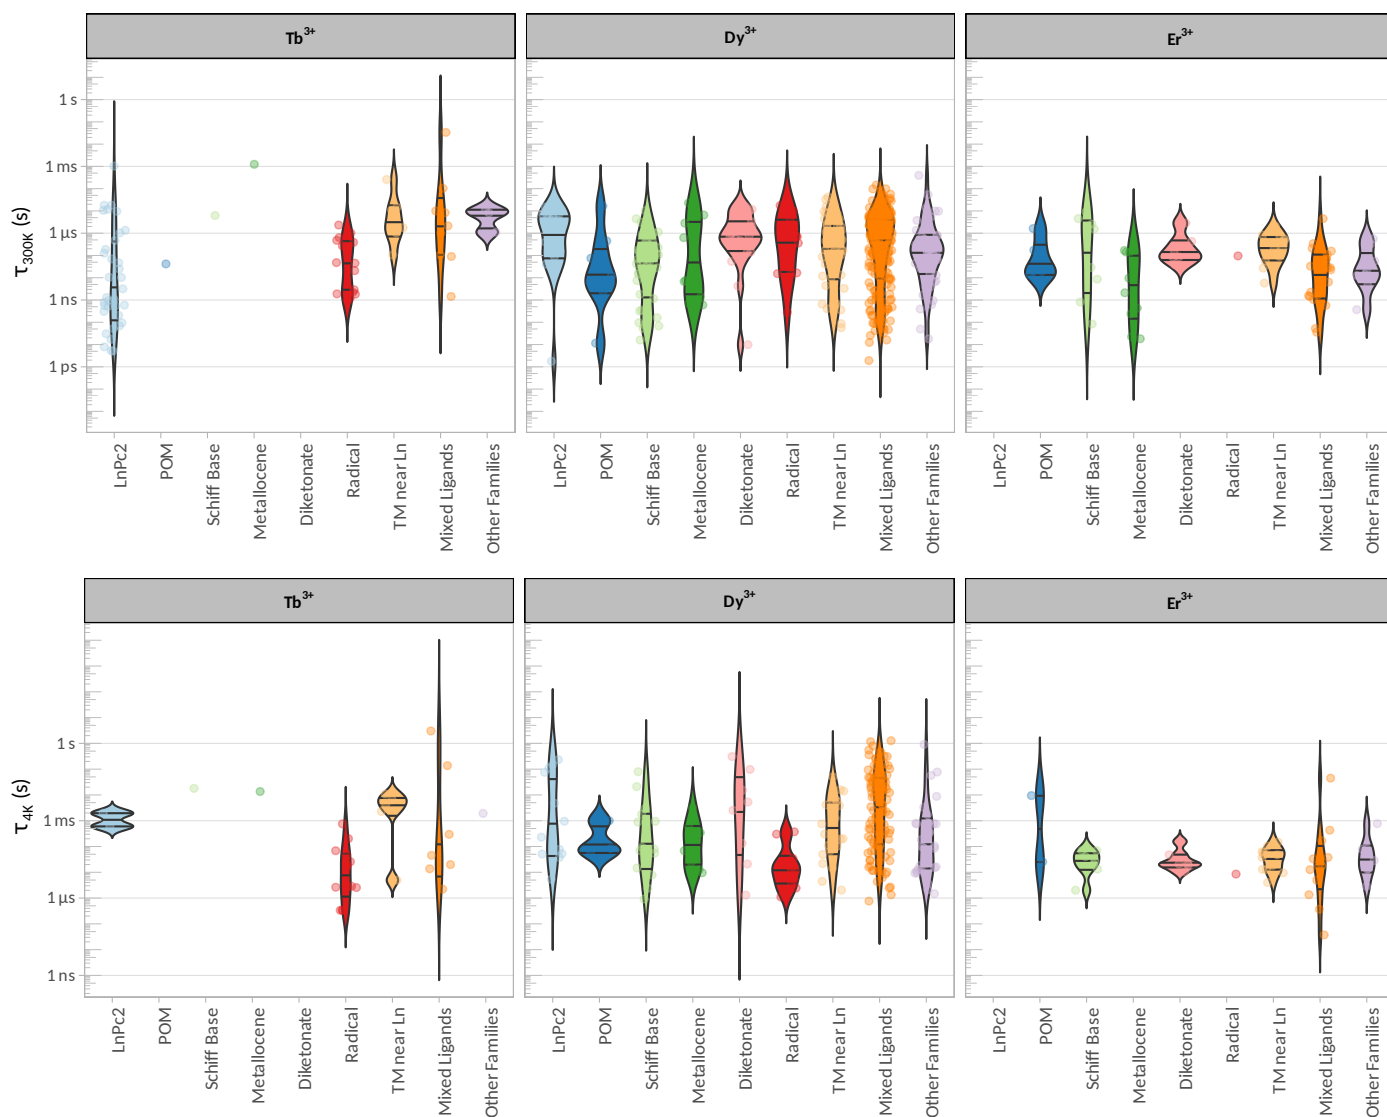 Tb³⁺ Dy³⁺ Er³⁺
τ300K (s)
1 s
1 ms
1 µs
1 ns
1 ps
LnPc2 POM Schiff Base Metallocene Diketonate Radical TM near Ln Mixed Ligands Other Families
LnPc2 POM Schiff Base Metallocene Diketonate Radical TM near Ln Mixed Ligands Other Families
LnPc2 POM Schiff Base Metallocene Diketonate Radical TM near Ln Mixed Ligands Other Families
Tb³⁺ Dy³⁺ Er³⁺
τ4K (s)
1 s
1 ms
1 µs
1 ns
LnPc2 POM Schiff Base Metallocene Diketonate Radical TM near Ln Mixed Ligands Other Families
LnPc2 POM Schiff Base Metallocene Diketonate Radical TM near Ln Mixed Ligands Other Families
LnPc2 POM Schiff Base Metallocene Diketonate Radical TM near Ln Mixed Ligands Other Families